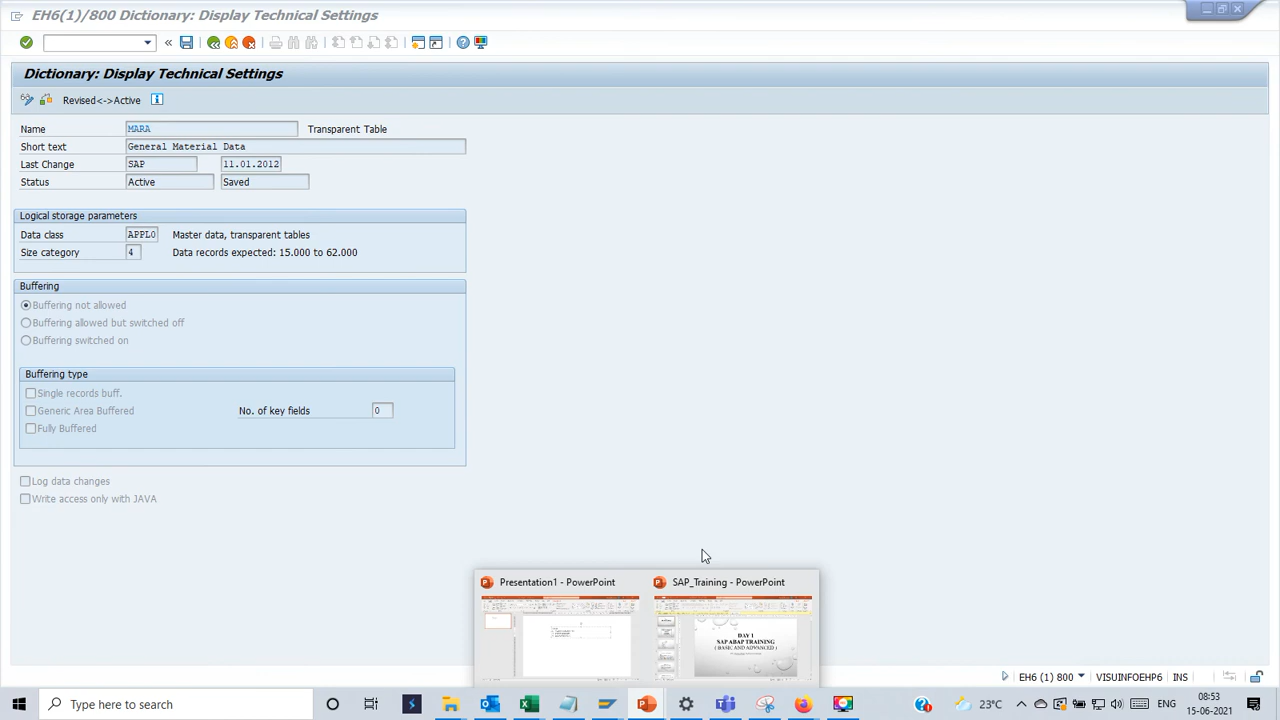 EH6(1)/800 Dictionary: Display Technical Settings
Dictionary: Display Technical Settings
Revised<->Active
Name MARA Transparent Table
Short text General Material Data
Last Change SAP 11.01.2012
Status Active Saved
Logical storage parameters
Data class APPL0 Master data, transparent tables
Size category 4 Data records expected: 15.000 to 62.000
Buffering
Buffering not allowed
Buffering allowed but switched off
Buffering switched on
Buffering type
Single records buff.
Generic Area Buffered No. of key fields 0
Fully Buffered
Log data changes
Write access only with JAVA
Presentation1 - PowerPoint SAP_Training - PowerPoint
DAY 1
SAP ABAP TRAINING
( BASIC AND ADVANCED )
EH6 (1) 800 VISUINFOEHP6 INS
Type here to search 23°C ENG 08:53
15-06-2021